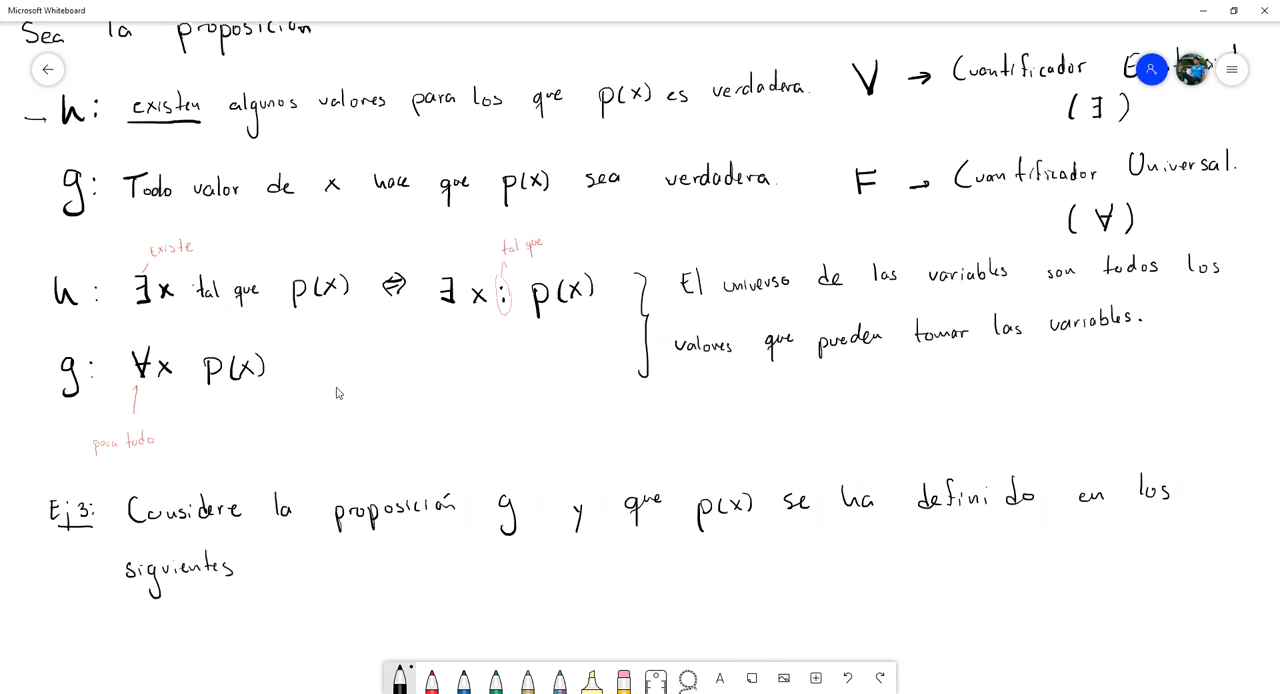 Microsoft Whiteboard
Sea la proposición
h: existen algunos valores para los que p(x) es verdadera. V → Cuantificador
(∃)
g: Todo valor de x hace que p(x) sea verdadera. F → Cuantificador Universal.
(∀)
existe
tal que
h: ∃x tal que p(x) ⇔ ∃x : p(x)
El universo de las variables son todos los
valores que pueden tomar las variables.
g: ∀x p(x)
para todo
Ej 3: Considere la proposición g y que p(x) se ha definido en los
siguientes